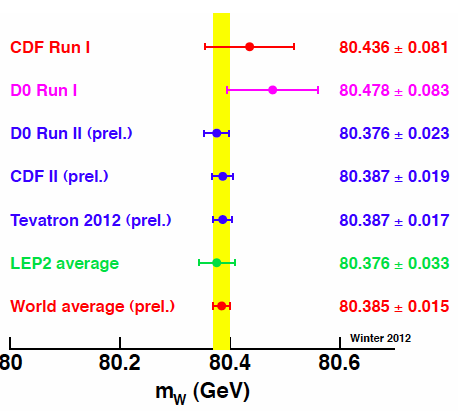 CDF Run I 80.436 ± 0.081
D0 Run I 80.478 ± 0.083
D0 Run II (prel.) 80.376 ± 0.023
CDF II (prel.) 80.387 ± 0.019
Tevatron 2012 (prel.) 80.387 ± 0.017
LEP2 average 80.376 ± 0.033
World average (prel.) 80.385 ± 0.015
Winter 2012
80 80.2 80.4 80.6
mW (GeV)